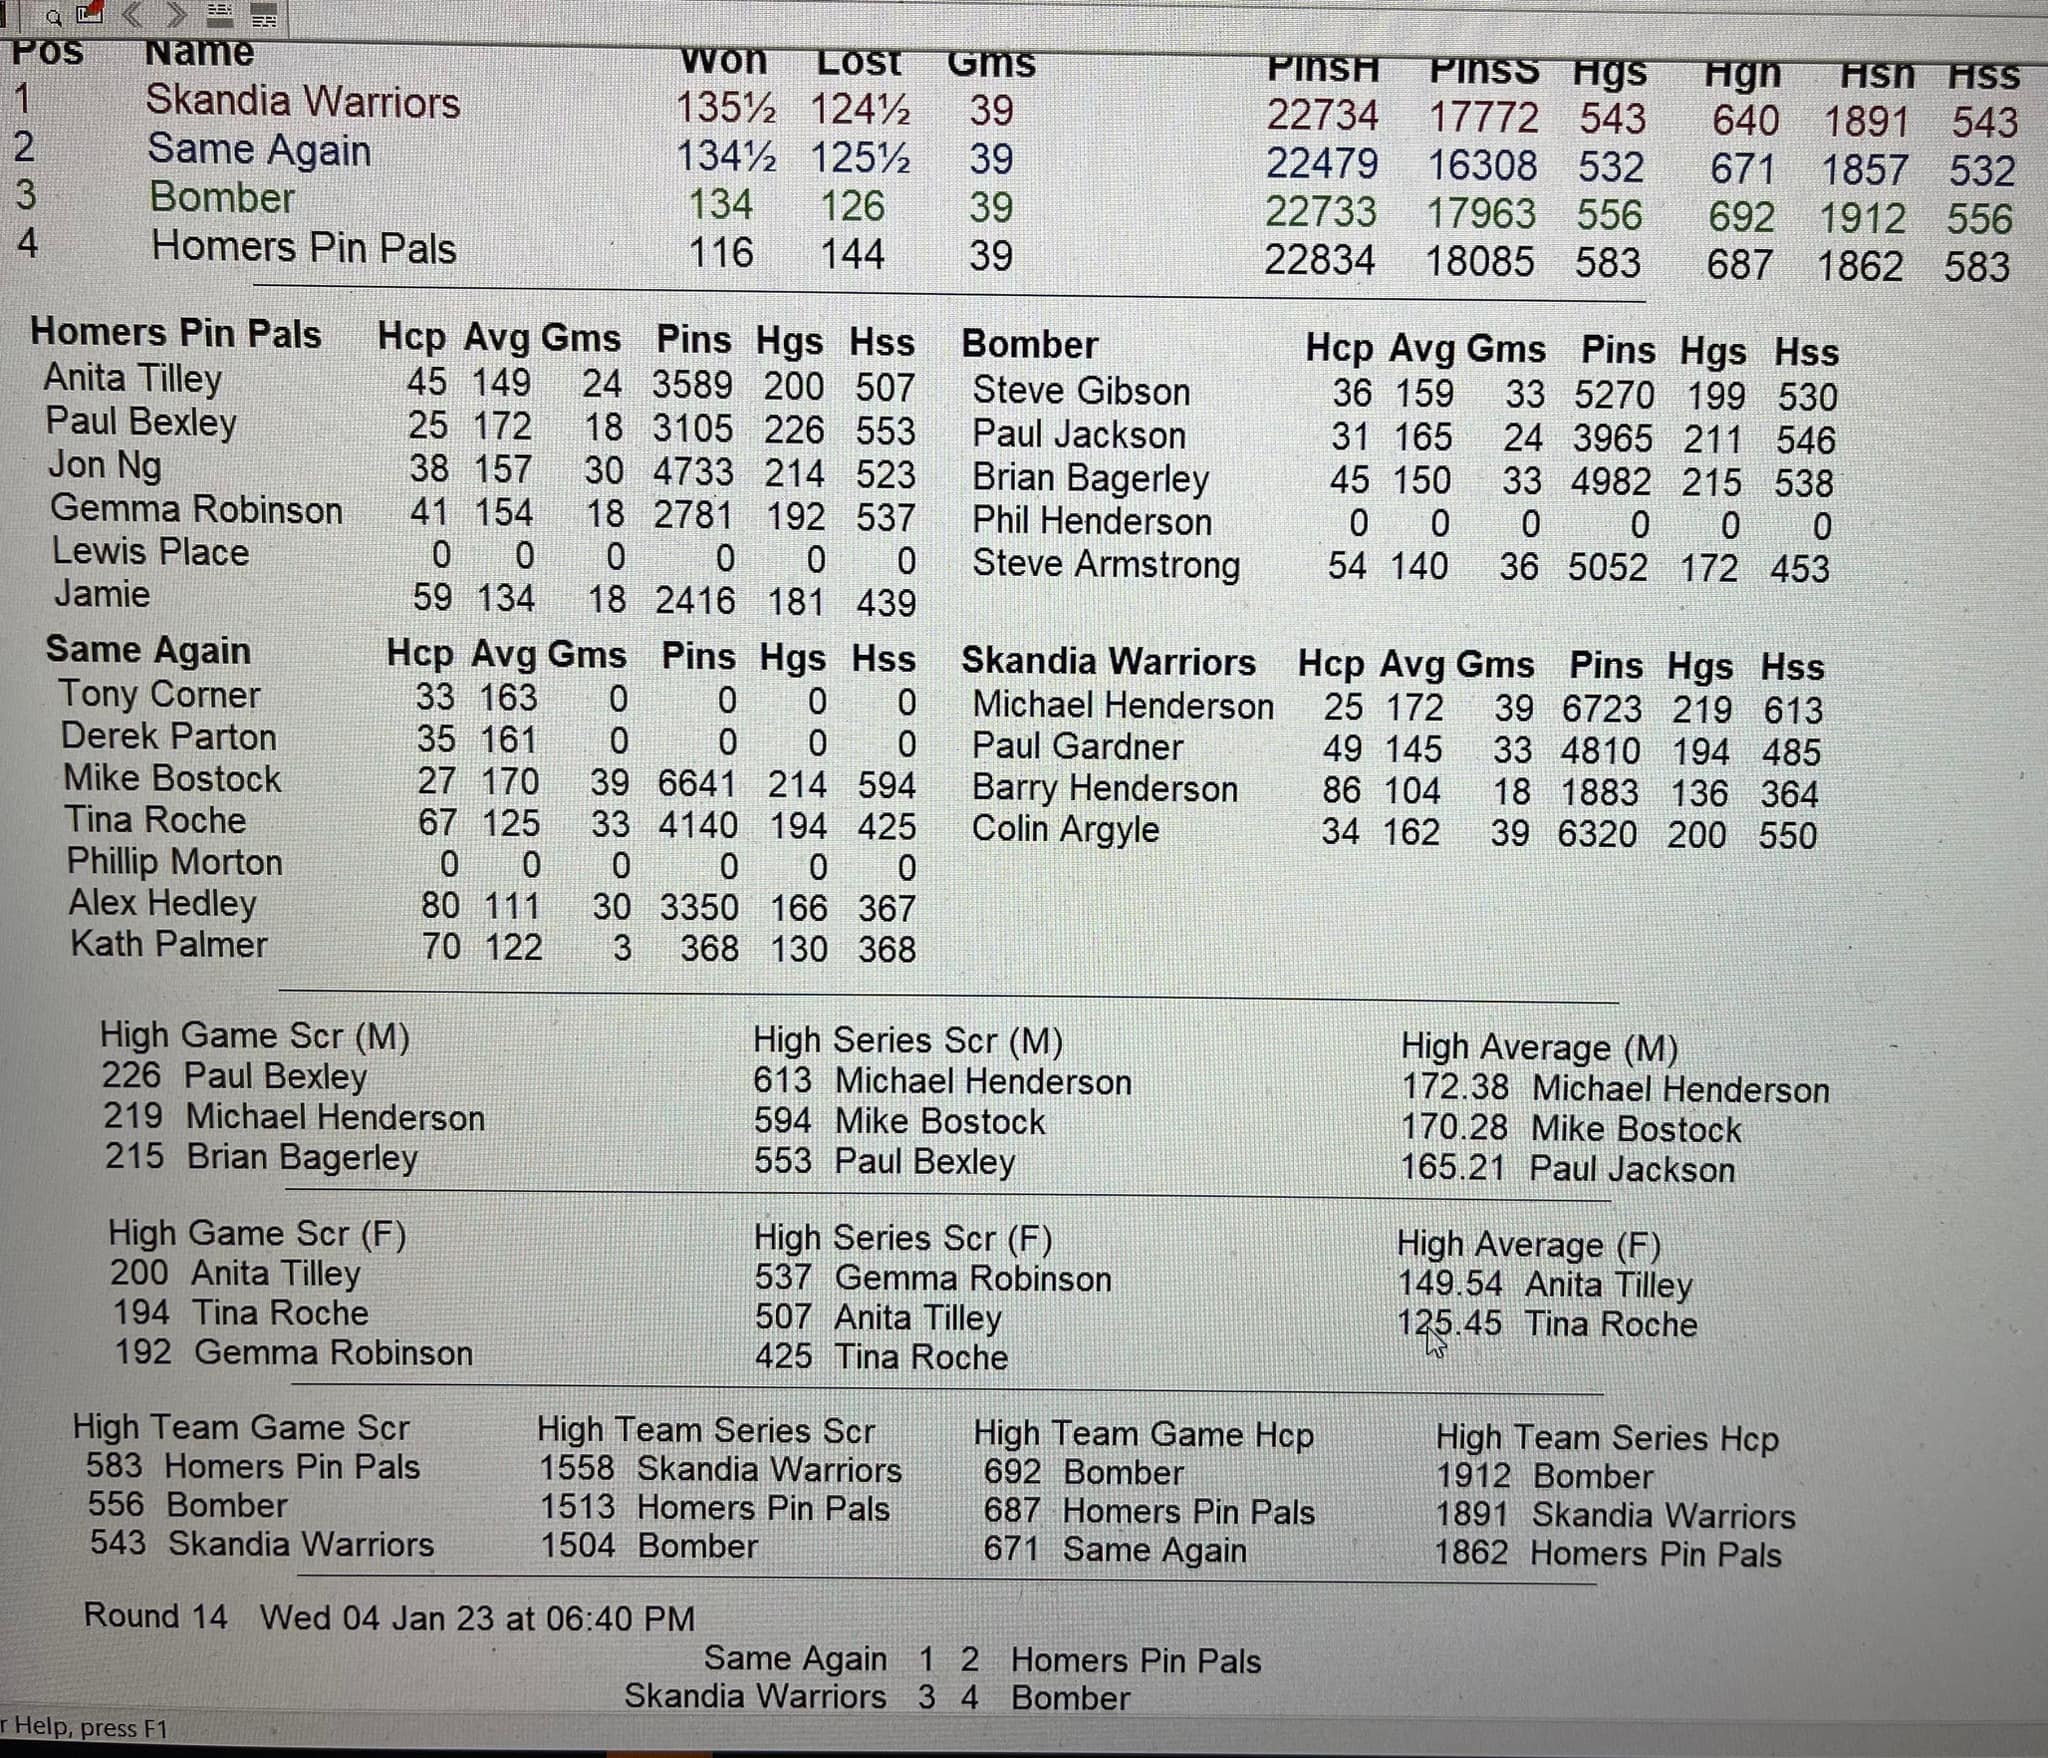 Pos Name Won Lost Gms PinsH PinsS Hgs Hgh Hsh Hss
1 Skandia Warriors 135½ 124½ 39 22734 17772 543 640 1891 543
2 Same Again 134½ 125½ 39 22479 16308 532 671 1857 532
3 Bomber 134 126 39 22733 17963 556 692 1912 556
4 Homers Pin Pals 116 144 39 22834 18085 583 687 1862 583
Homers Pin Pals Hcp Avg Gms Pins Hgs Hss
Anita Tilley 45 149 24 3589 200 507
Paul Bexley 25 172 18 3105 226 553
Jon Ng 38 157 30 4733 214 523
Gemma Robinson 41 154 18 2781 192 537
Lewis Place 0 0 0 0 0 0
Jamie 59 134 18 2416 181 439
Bomber Hcp Avg Gms Pins Hgs Hss
Steve Gibson 36 159 33 5270 199 530
Paul Jackson 31 165 24 3965 211 546
Brian Bagerley 45 150 33 4982 215 538
Phil Henderson 0 0 0 0 0 0
Steve Armstrong 54 140 36 5052 172 453
Same Again Hcp Avg Gms Pins Hgs Hss
Tony Corner 33 163 0 0 0 0
Derek Parton 35 161 0 0 0 0
Mike Bostock 27 170 39 6641 214 594
Tina Roche 67 125 33 4140 194 425
Phillip Morton 0 0 0 0 0 0
Alex Hedley 80 111 30 3350 166 367
Kath Palmer 70 122 3 368 130 368
Skandia Warriors Hcp Avg Gms Pins Hgs Hss
Michael Henderson 25 172 39 6723 219 613
Paul Gardner 49 145 33 4810 194 485
Barry Henderson 86 104 18 1883 136 364
Colin Argyle 34 162 39 6320 200 550
High Game Scr (M)
226 Paul Bexley
219 Michael Henderson
215 Brian Bagerley
High Series Scr (M)
613 Michael Henderson
594 Mike Bostock
553 Paul Bexley
High Average (M)
172.38 Michael Henderson
170.28 Mike Bostock
165.21 Paul Jackson
High Game Scr (F)
200 Anita Tilley
194 Tina Roche
192 Gemma Robinson
High Series Scr (F)
537 Gemma Robinson
507 Anita Tilley
425 Tina Roche
High Average (F)
149.54 Anita Tilley
125.45 Tina Roche
High Team Game Scr
583 Homers Pin Pals
556 Bomber
543 Skandia Warriors
High Team Series Scr
1558 Skandia Warriors
1513 Homers Pin Pals
1504 Bomber
High Team Game Hcp
692 Bomber
687 Homers Pin Pals
671 Same Again
High Team Series Hcp
1912 Bomber
1891 Skandia Warriors
1862 Homers Pin Pals
Round 14 Wed 04 Jan 23 at 06:40 PM
Same Again 1 2 Homers Pin Pals
Skandia Warriors 3 4 Bomber
r Help, press F1